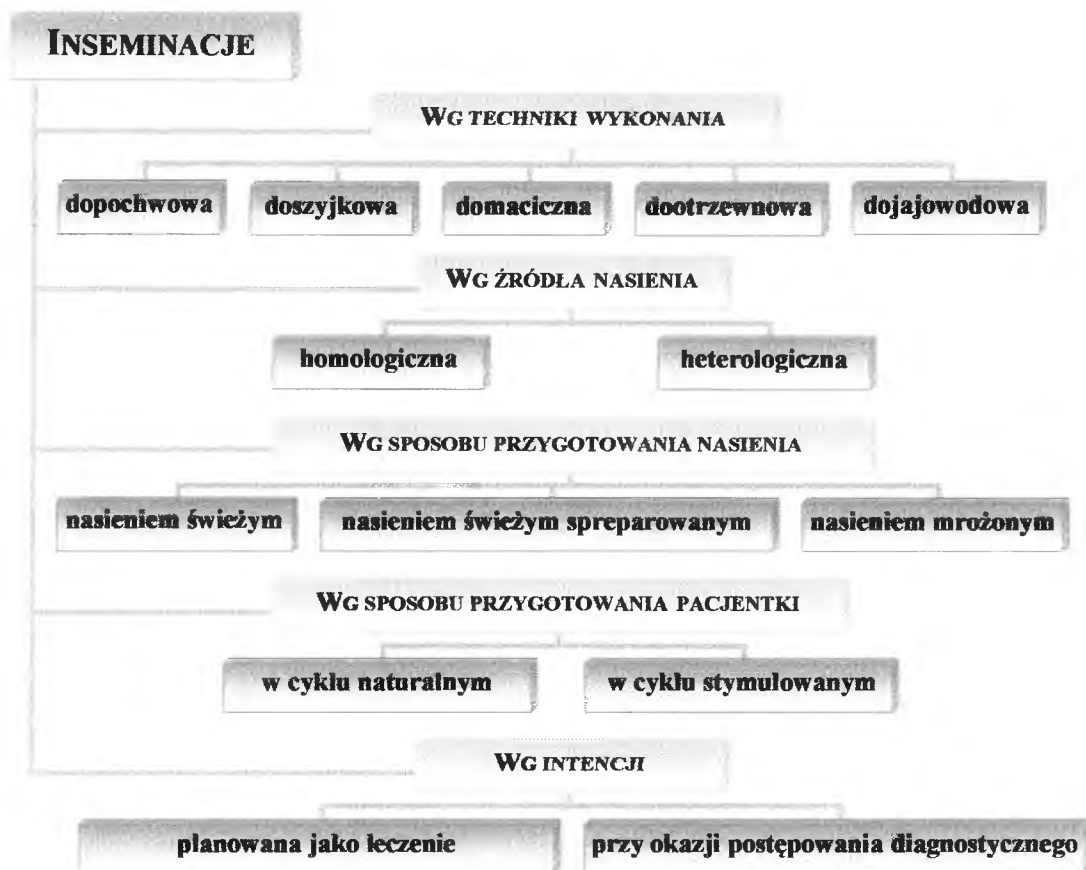 INSEMINACJE
WG TECHNIKI WYKONANIA
dopochwowa doszyjkowa domaciczna dootrzewnowa dojajowodowa
WG ŹRÓDŁA NASIENIA
homologiczna heterologiczna
WG SPOSOBU PRZYGOTOWANIA NASIENIA
nasieniem świeżym nasieniem świeżym spreparowanym nasieniem mrożonym
WG SPOSOBU PRZYGOTOWANIA PACJENTKI
w cyklu naturalnym w cyklu stymulowanym
WG INTENCJI
planowana jako leczenie przy okazji postępowania diagnostycznego